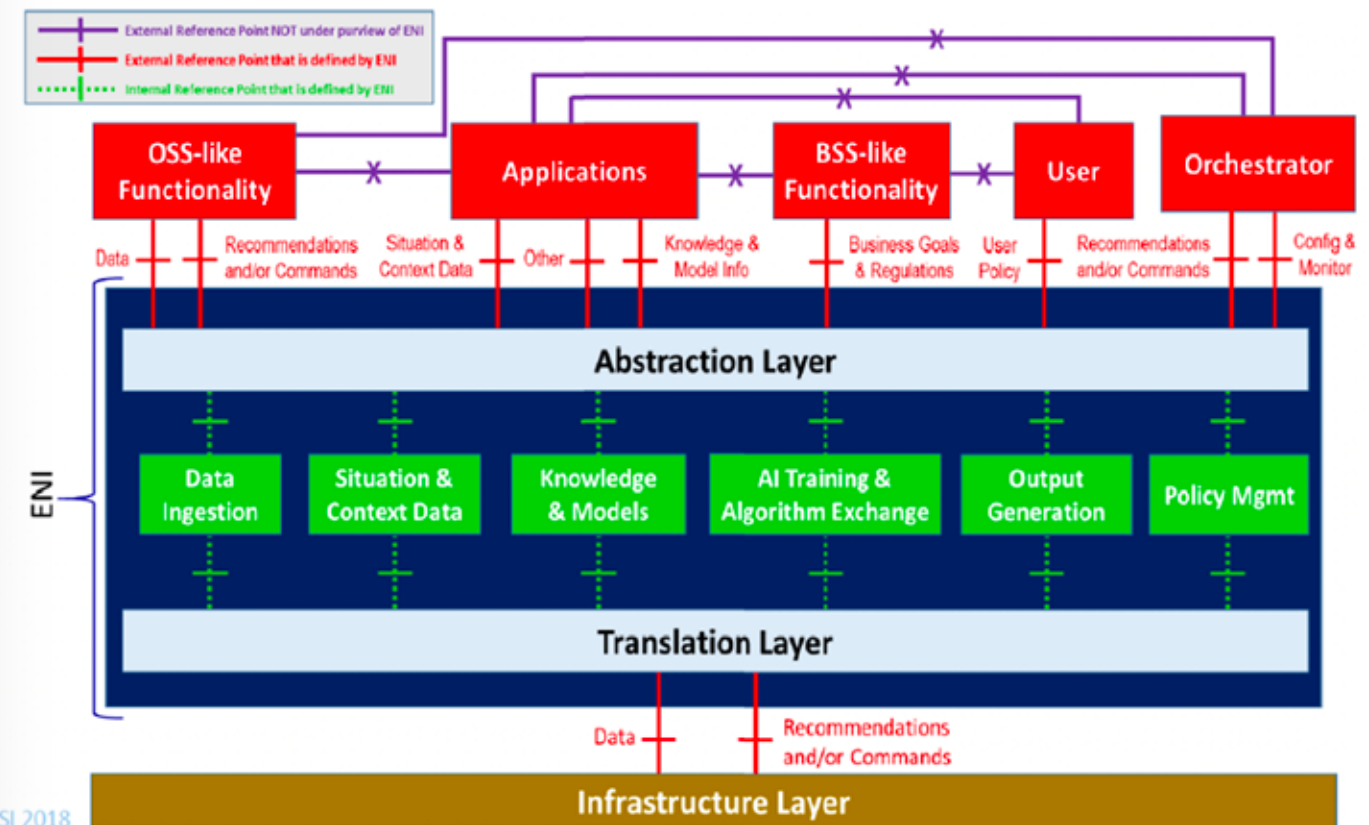 External Reference Point NOT under purview of ENI
External Reference Point that is defined by ENI
Internal Reference Point that is defined by ENI
OSS-like
Functionality
Applications
BSS-like
Functionality
User
Orchestrator
Data
Recommendations
and/or Commands
Situation &
Context Data
Other
Knowledge &
Model Info
Business Goals
& Regulations
User
Policy
Recommendations
and/or Commands
Config &
Monitor
Abstraction Layer
ENI
Data
Ingestion
Situation &
Context Data
Knowledge
& Models
AI Training &
Algorithm Exchange
Output
Generation
Policy Mgmt
Translation Layer
Data
Recommendations
and/or Commands
Infrastructure Layer
SI 2018